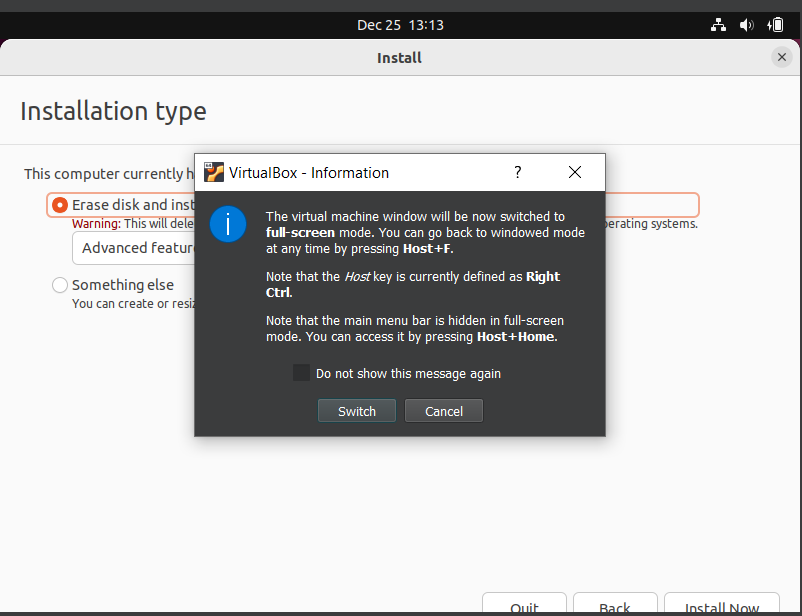 Dec 25 13:13
Install
Installation type
This computer currently h
Erase disk and inst
Warning: This will dele
perating systems.
Advanced featur
Something else
You can create or resiz
VirtualBox - Information
?
The virtual machine window will be now switched to
full-screen mode. You can go back to windowed mode
at any time by pressing Host+F.
Note that the Host key is currently defined as Right
Ctrl.
Note that the main menu bar is hidden in full-screen
mode. You can access it by pressing Host+Home.
Do not show this message again
Switch
Cancel
Quit
Back
Install Now